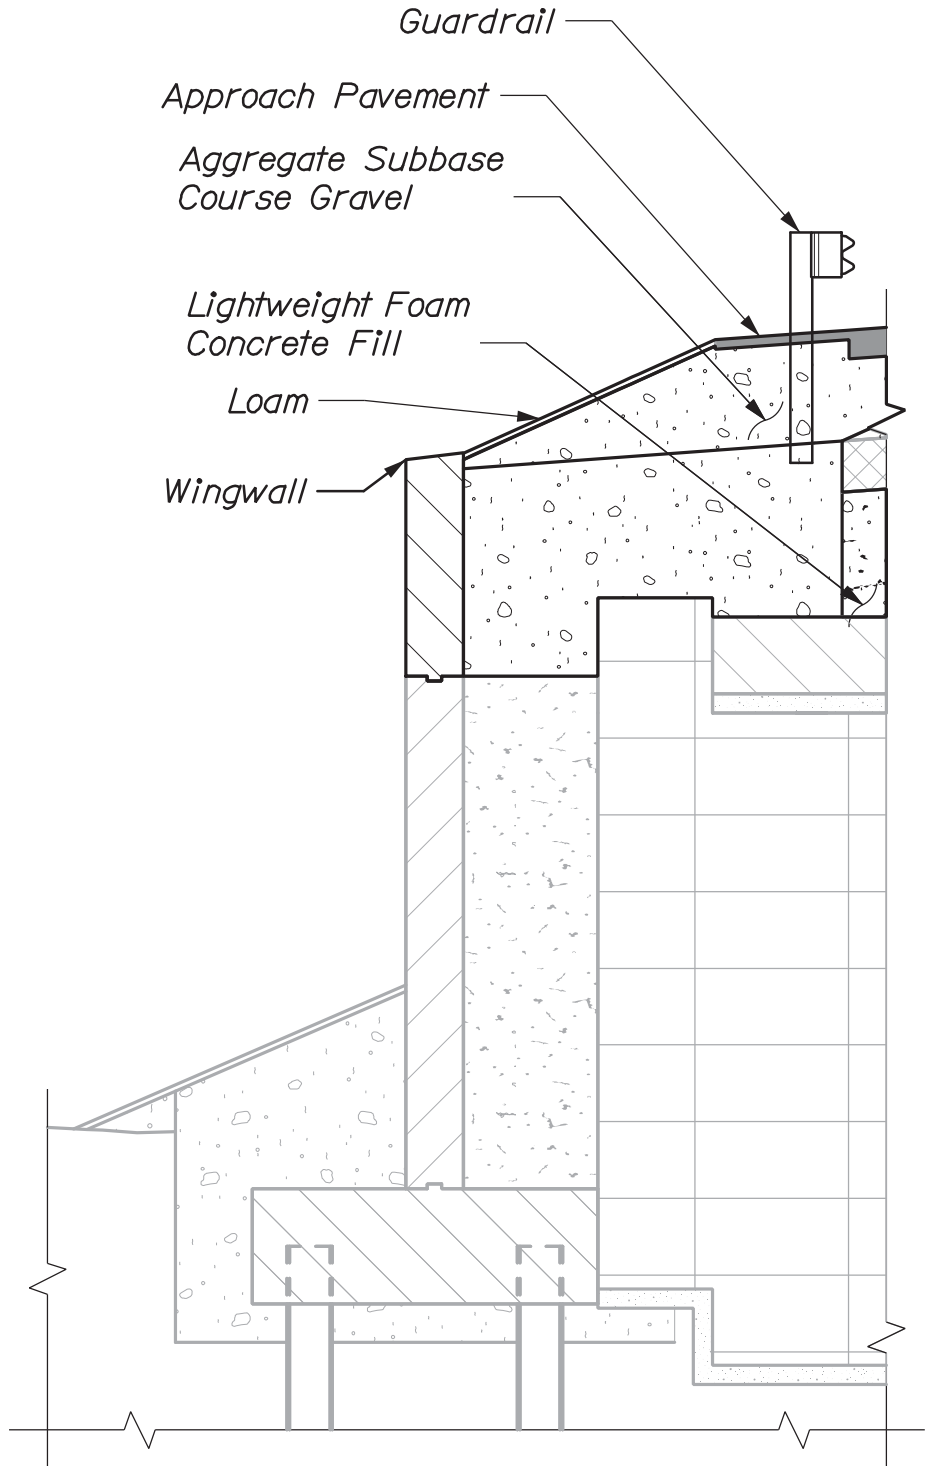 Guardrail
Approach Pavement
Aggregate Subbase
Course Gravel
Lightweight Foam
Concrete Fill
Loam
Wingwall